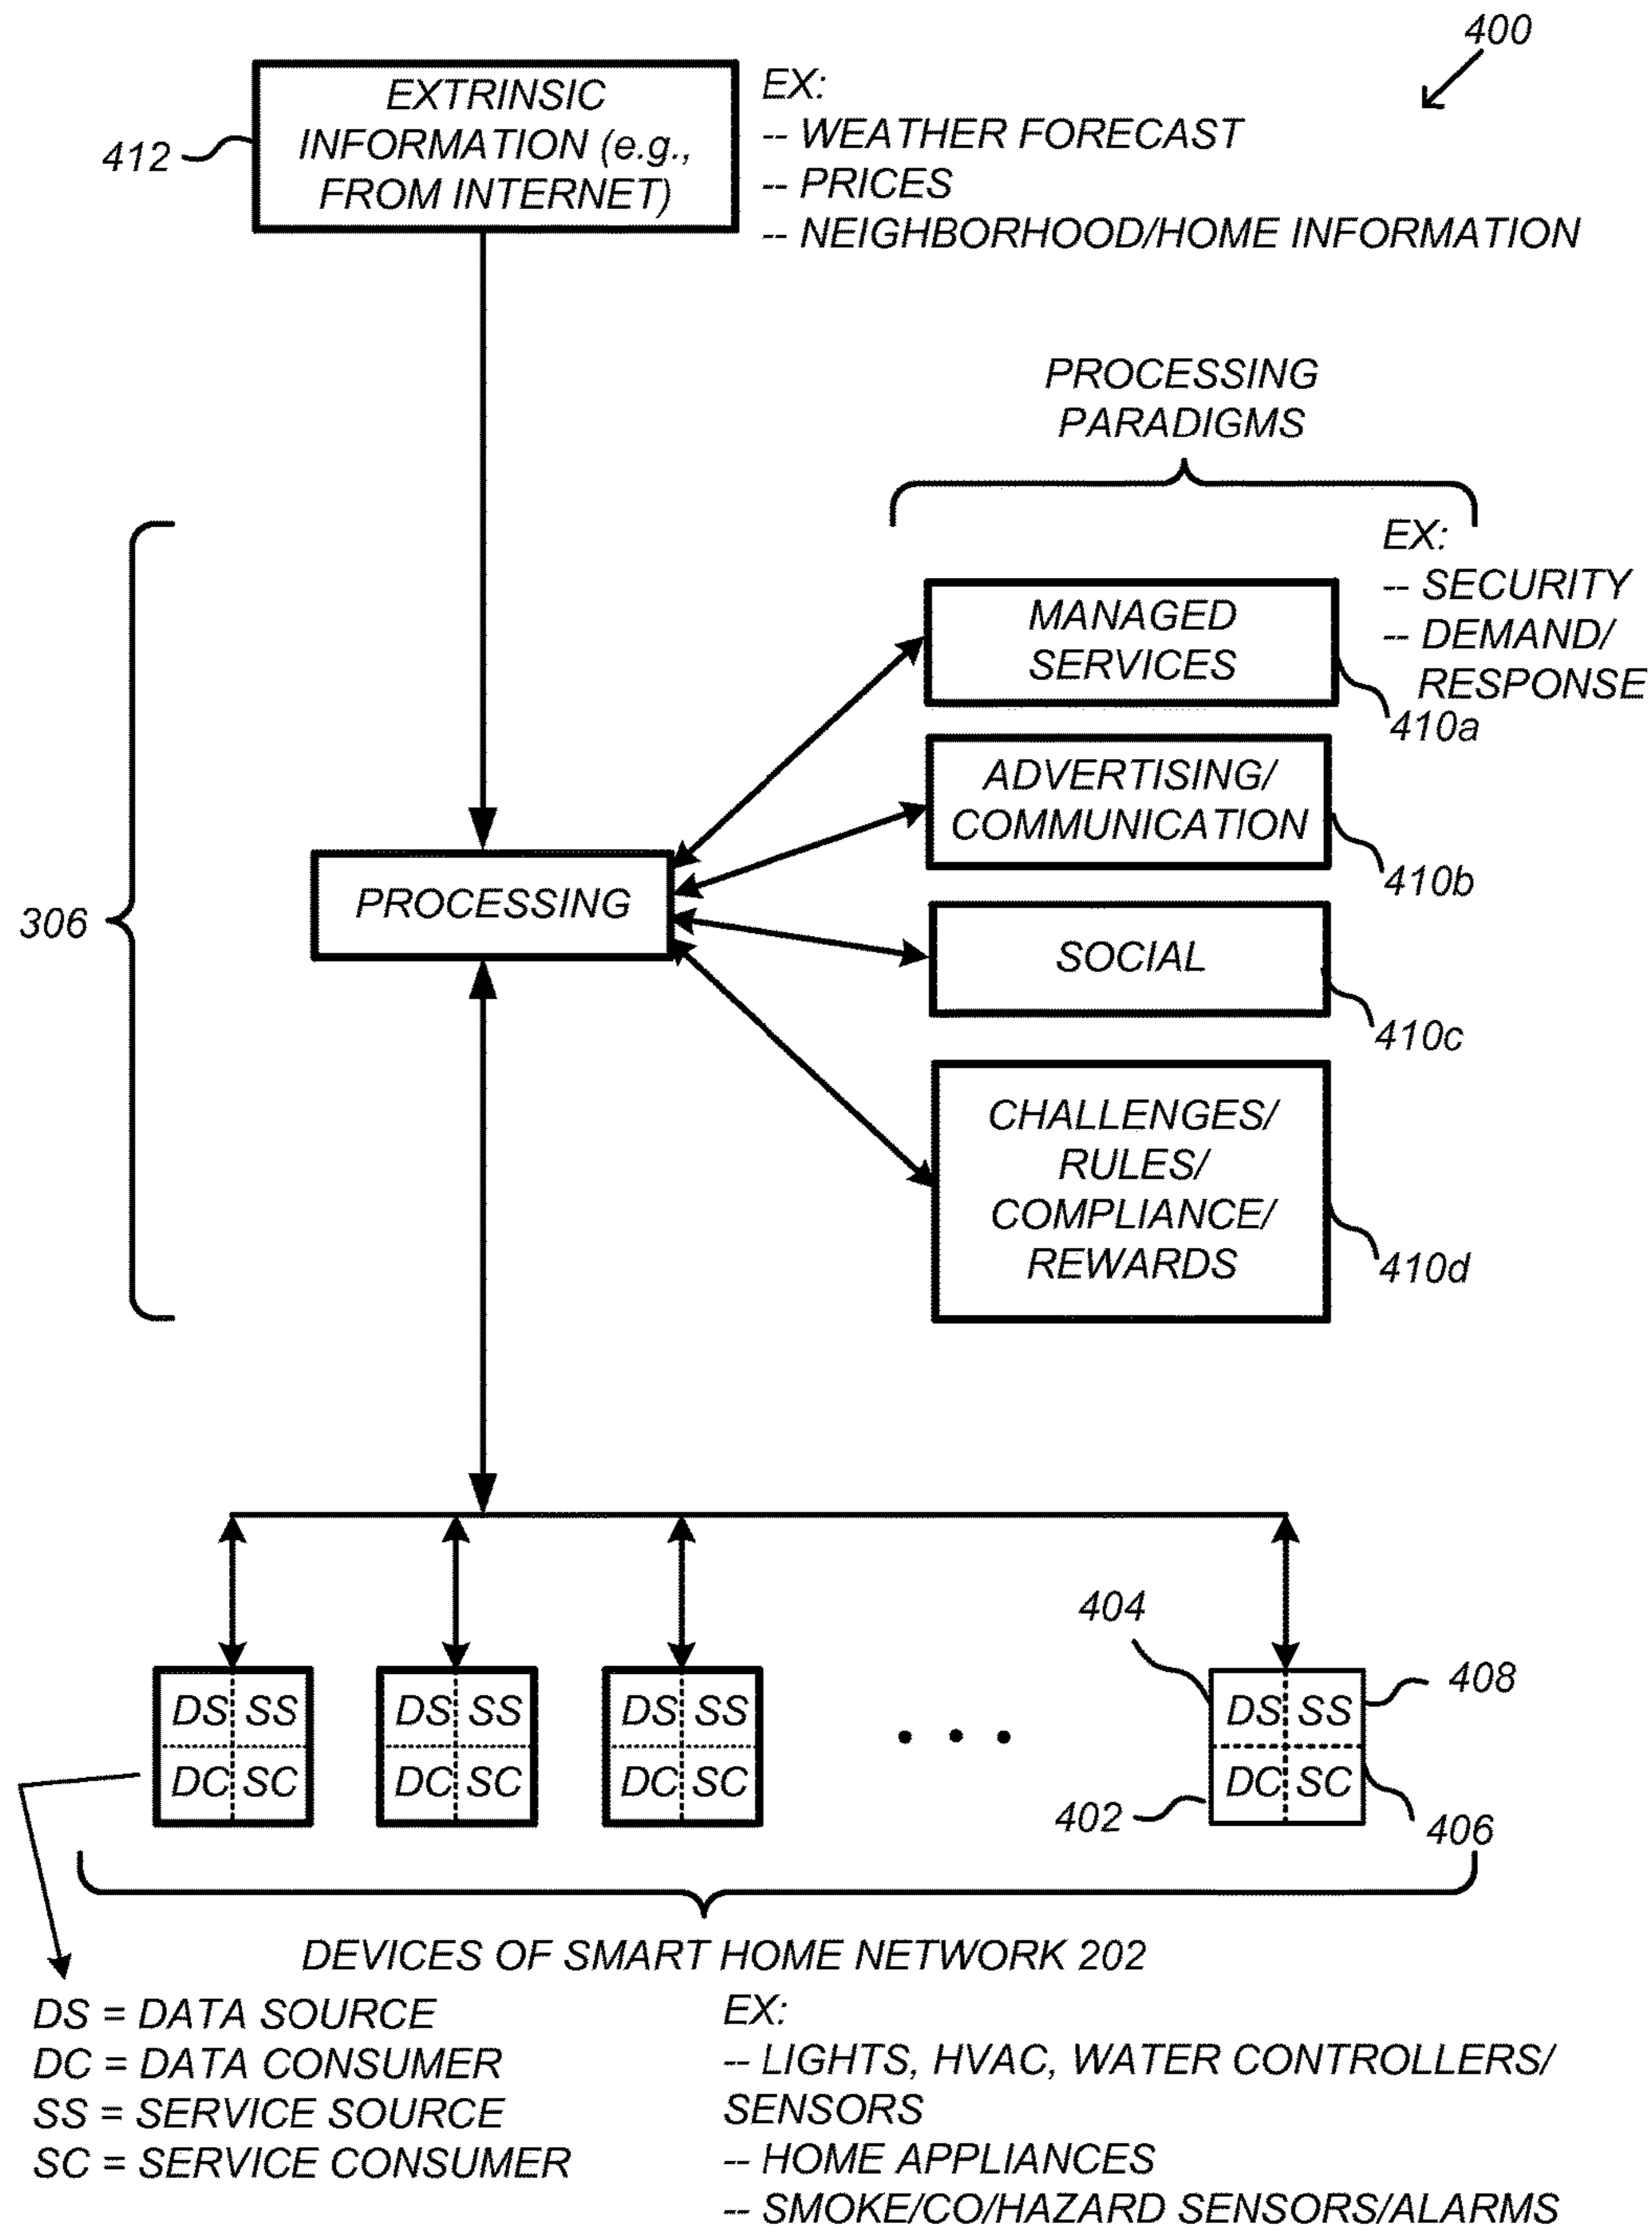 400
EXTRINSIC
INFORMATION (e.g.,
FROM INTERNET)
412
EX:
-- WEATHER FORECAST
-- PRICES
-- NEIGHBORHOOD/HOME INFORMATION
PROCESSING
PARADIGMS
EX:
-- SECURITY
-- DEMAND/
RESPONSE
MANAGED
SERVICES
410a
ADVERTISING/
COMMUNICATION
410b
306
PROCESSING
SOCIAL
410c
CHALLENGES/
RULES/
COMPLIANCE/
REWARDS
410d
404
408
DS SS DS SS DS SS DS SS
DC SC DC SC DC SC DC SC
402
406
DEVICES OF SMART HOME NETWORK 202
DS = DATA SOURCE
DC = DATA CONSUMER
SS = SERVICE SOURCE
SC = SERVICE CONSUMER
EX:
-- LIGHTS, HVAC, WATER CONTROLLERS/
SENSORS
-- HOME APPLIANCES
-- SMOKE/CO/HAZARD SENSORS/ALARMS